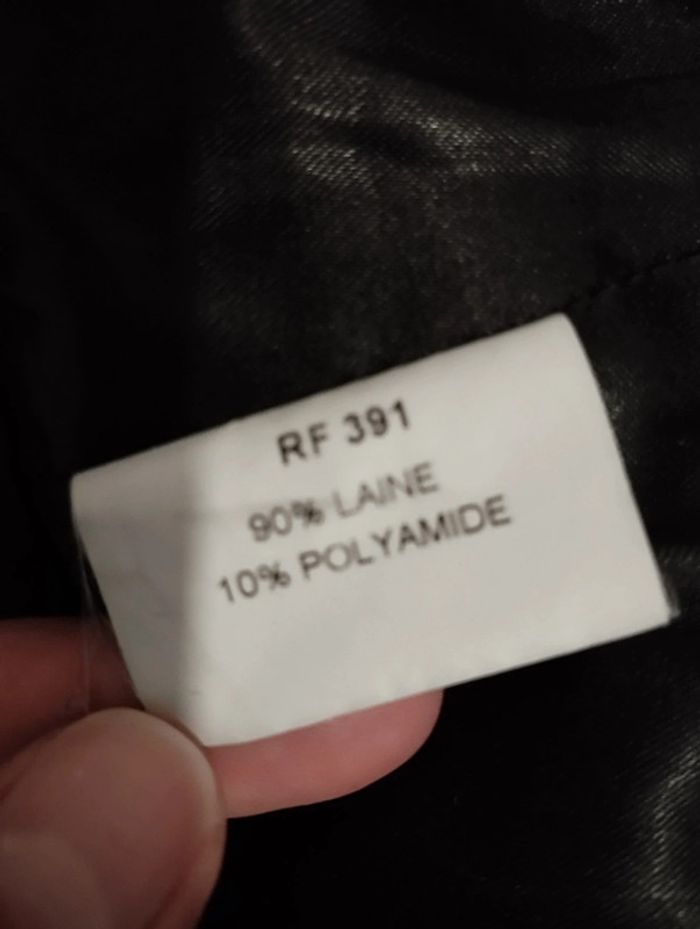 RF 391
90% LAINE
10% POLYAMIDE